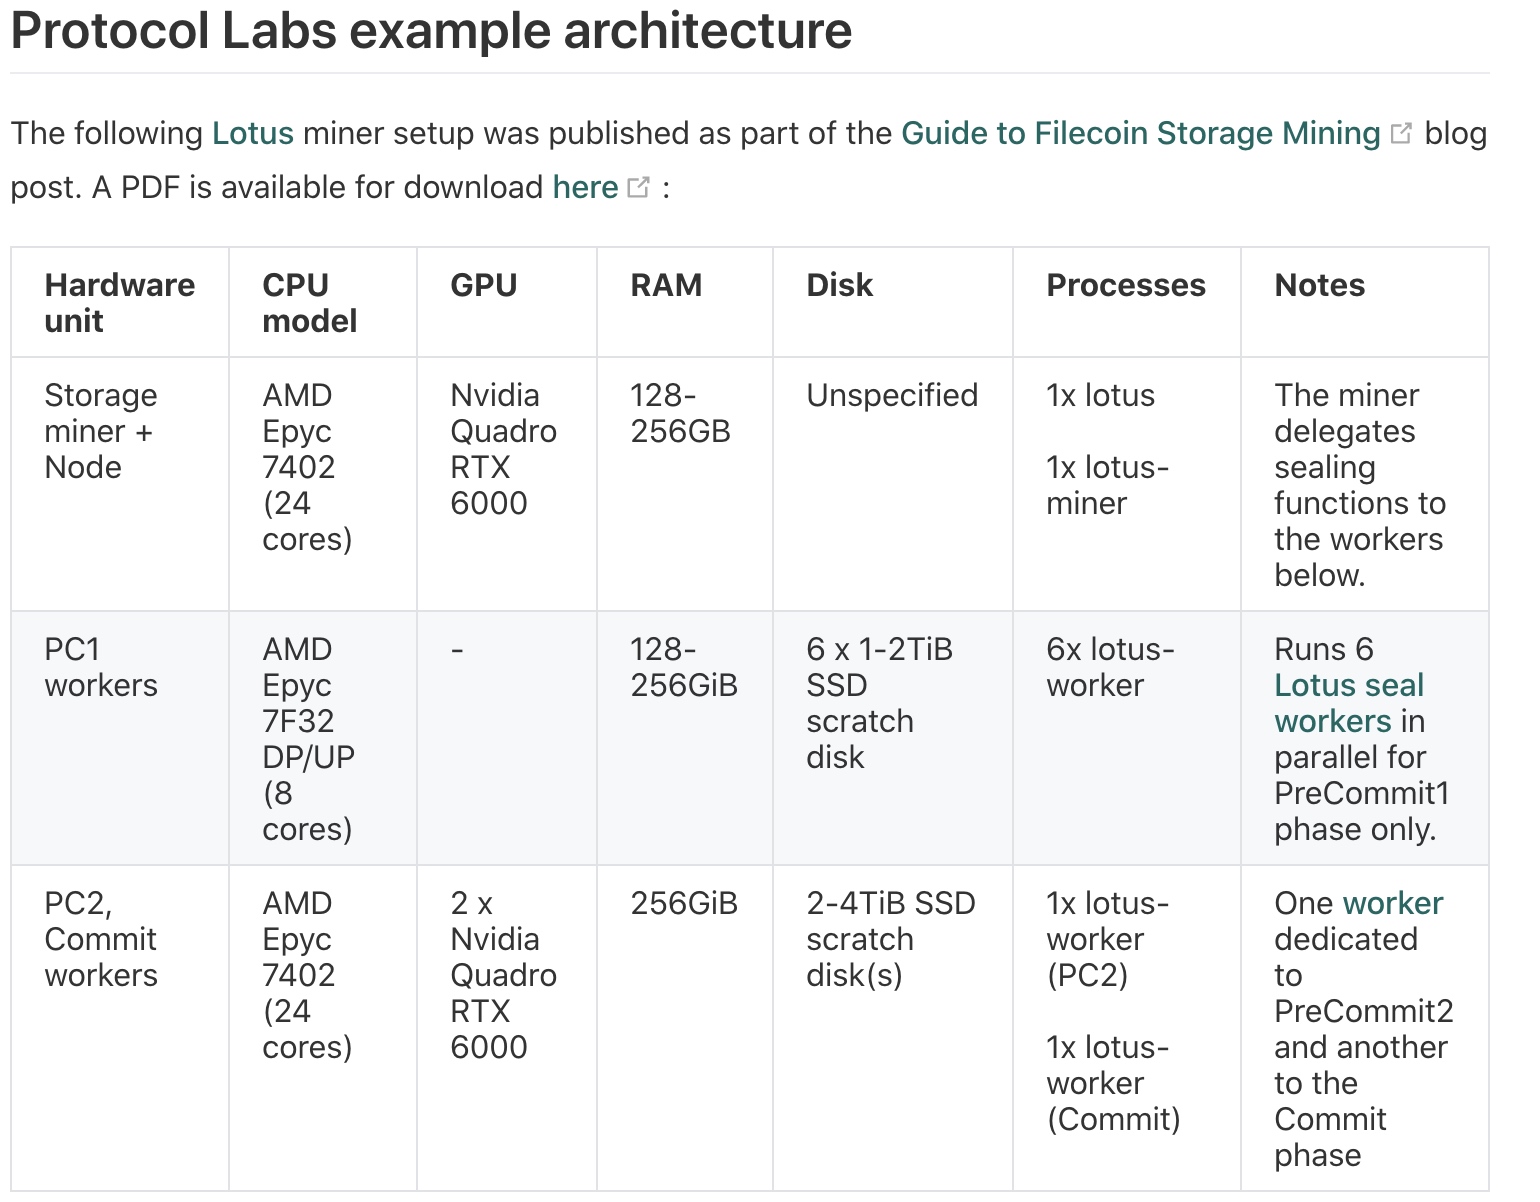 Protocol Labs example architecture
The following Lotus miner setup was published as part of the Guide to Filecoin Storage Mining blog
post. A PDF is available for download here :
Hardware
unit
CPU
model
GPU
RAM
Disk
Processes
Notes
Storage
miner +
Node
AMD
Epyc
7402
(24
cores)
Nvidia
Quadro
RTX
6000
128-
256GB
Unspecified
1x lotus
1x lotus-
miner
The miner
delegates
sealing
functions to
the workers
below.
PC1
workers
AMD
Epyc
7F32
DP/UP
(8
cores)
-
128-
256GiB
6 x 1-2TiB
SSD
scratch
disk
6x lotus-
worker
Runs 6
Lotus seal
workers in
parallel for
PreCommit1
phase only.
PC2,
Commit
workers
AMD
Epyc
7402
(24
cores)
2 x
Nvidia
Quadro
RTX
6000
256GiB
2-4TiB SSD
scratch
disk(s)
1x lotus-
worker
(PC2)
1x lotus-
worker
(Commit)
One worker
dedicated
to
PreCommit2
and another
to the
Commit
phase